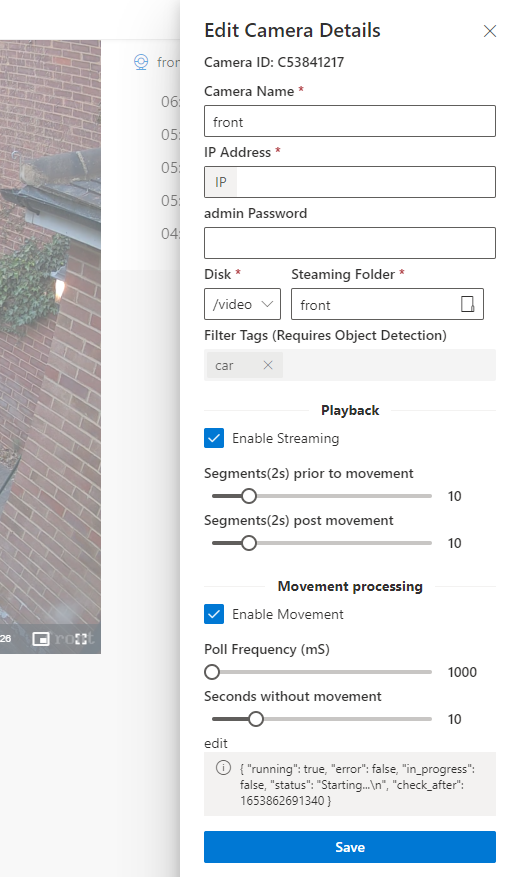 Edit Camera Details
Camera ID: C53841217
Camera Name *
front
IP Address *
IP
admin Password
Disk *
Steaming Folder *
/video
front
Filter Tags (Requires Object Detection)
car
Playback
Enable Streaming
Segments(2s) prior to movement
10
Segments(2s) post movement
10
Movement processing
Enable Movement
Poll Frequency (mS)
1000
Seconds without movement
10
edit
{ "running": true, "error": false, "in_progress":
false, "status": "Starting...\n", "check_after":
1653862691340 }
Save
06:
05:
05:
05:
04:
26
front